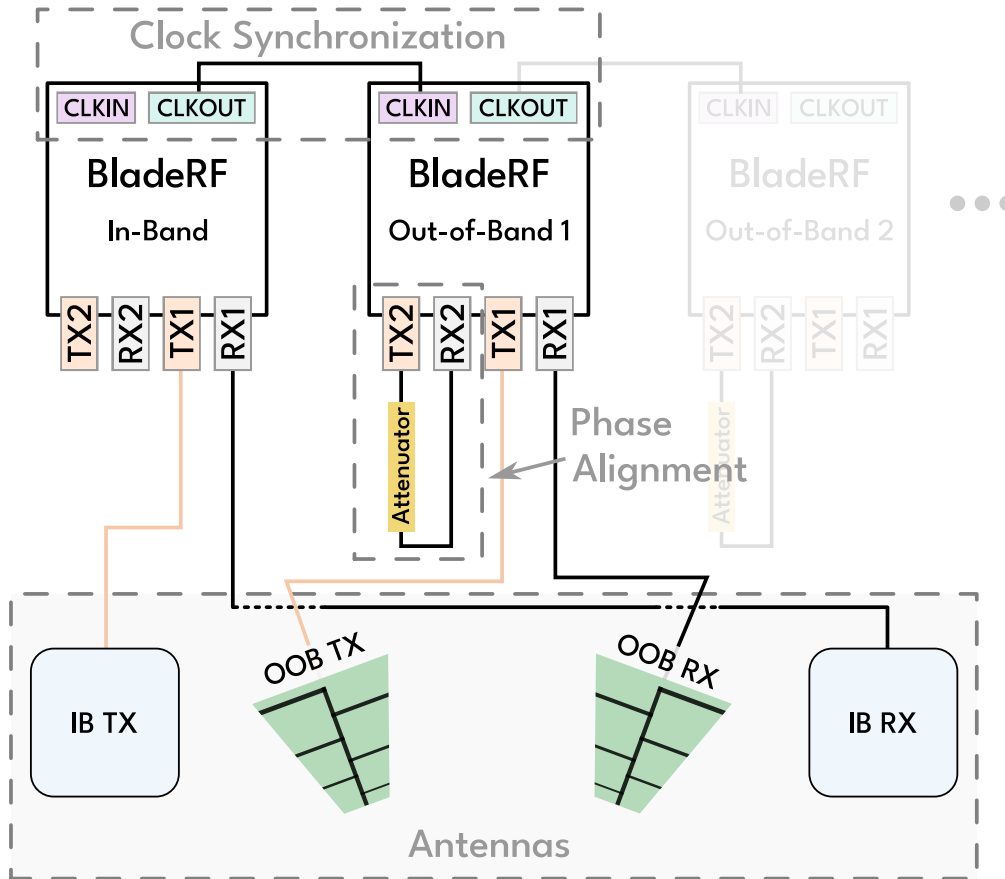 Clock Synchronization
CLKIN CLKOUT
BladeRF
In-Band
TX2 RX2 TX1 RX1
CLKIN CLKOUT
BladeRF
Out-of-Band 1
TX2 RX2 TX1 RX1
CLKIN CLKOUT
BladeRF
Out-of-Band 2
TX2 RX2 TX1 RX1
Attenuator
Phase
Alignment
Attenuator
OOB TX
OOB RX
IB TX
IB RX
Antennas